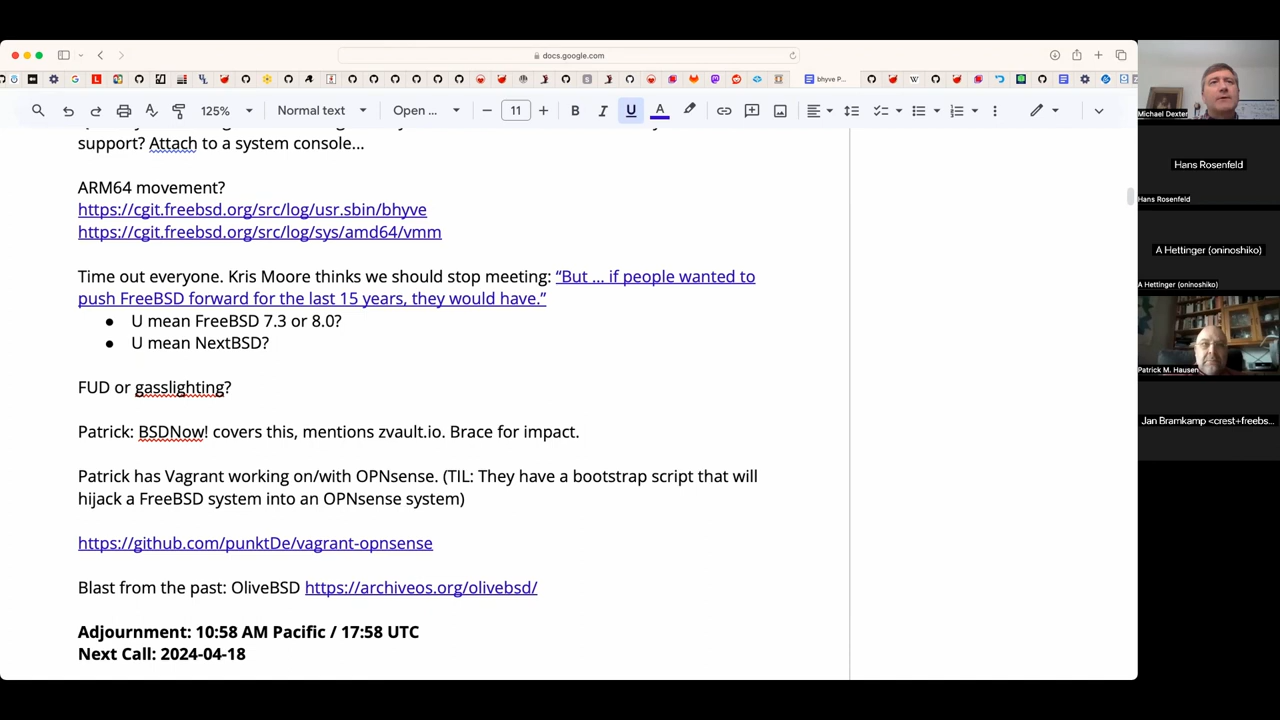 docs.google.com
bhyve P...
125%
Normal text
Open ...
11
support? Attach to a system console...
ARM64 movement?
https://cgit.freebsd.org/src/log/usr.sbin/bhyve
https://cgit.freebsd.org/src/log/sys/amd64/vmm
Time out everyone. Kris Moore thinks we should stop meeting: “But ... if people wanted to
push FreeBSD forward for the last 15 years, they would have.”
● U mean FreeBSD 7.3 or 8.0?
● U mean NextBSD?
FUD or gasslighting?
Patrick: BSDNow! covers this, mentions zvault.io. Brace for impact.
Patrick has Vagrant working on/with OPNsense. (TIL: They have a bootstrap script that will
hijack a FreeBSD system into an OPNsense system)
https://github.com/punktDe/vagrant-opnsense
Blast from the past: OliveBSD https://archiveos.org/olivebsd/
Adjournment: 10:58 AM Pacific / 17:58 UTC
Next Call: 2024-04-18
Michael Dexter
Hans Rosenfeld
Hans Rosenfeld
A Hettinger (oninoshiko)
A Hettinger (oninoshiko)
Patrick M. Hausen
Jan Bramkamp <crest+freebs...